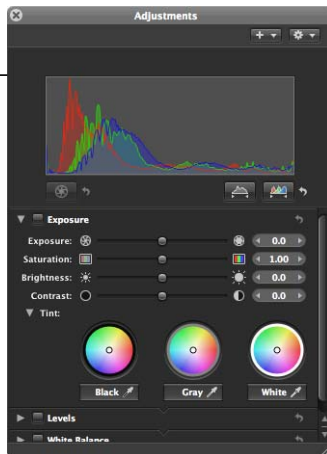 Adjustments
Exposure
Exposure: 0.0
Saturation: 1.00
Brightness: 0.0
Contrast: 0.0
Tint:
Black Gray White
Levels
White Balance